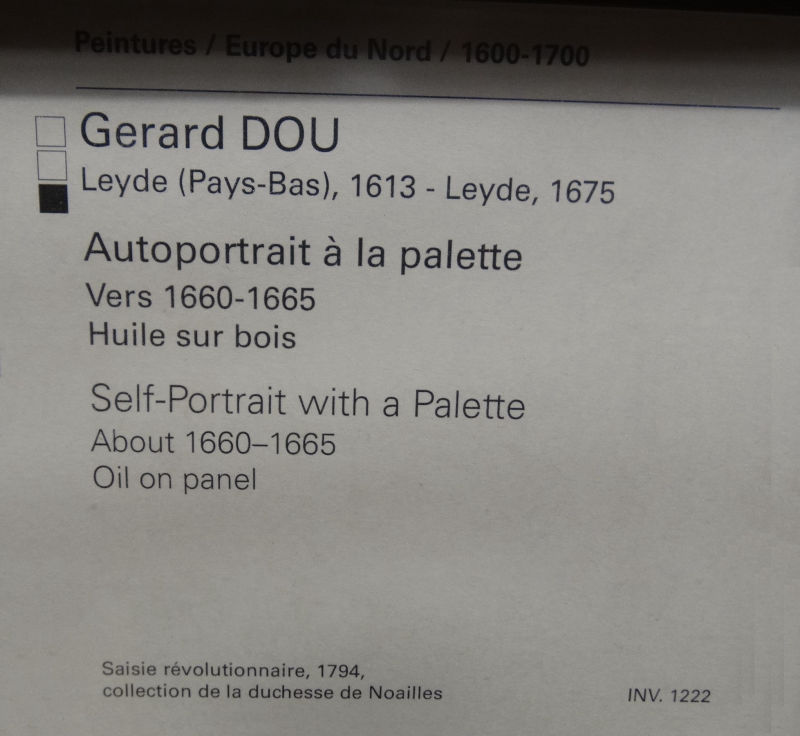 Peintures / Europe du Nord / 1600-1700
Gerard DOU
Leyde (Pays-Bas), 1613 - Leyde, 1675
Autoportrait à la palette
Vers 1660-1665
Huile sur bois
Self-Portrait with a Palette
About 1660–1665
Oil on panel
Saisie révolutionnaire, 1794,
collection de la duchesse de Noailles
INV. 1222